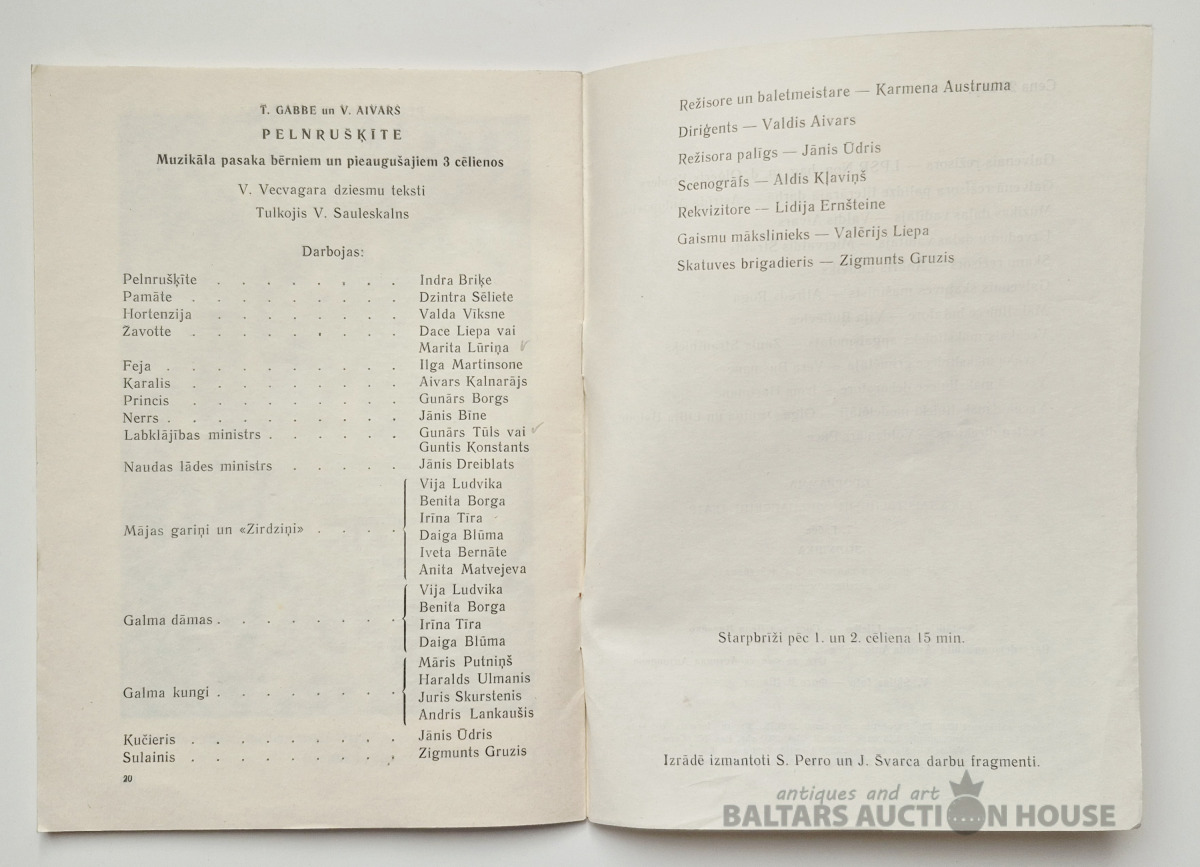 T. GABBE un V. AIVARS
PELNRUŠĶĪTE
Muzikāla pasaka bērniem un pieaugušajiem 3 cēlienos
V. Vecvagara dziesmu teksti
Tulkojis V. Sauleskalns
Darbojas:
Pelnrušķīte . . . . . . . Indra Briķe
Pamāte . . . . . . . . Dzintra Sēliete
Hortenzija . . . . . . . Valda Vīksne
Žavotte . . . . . . . . Dace Liepa vai
Marita Lūriņa
Feja . . . . . . . . . Ilga Martinsone
Karalis . . . . . . . . Aivars Kalnarājs
Princis . . . . . . . . Gunārs Borgs
Nerrs . . . . . . . . . Jānis Bīne
Labklājības ministrs . . . . . Gunārs Tūls vai
Guntis Konstants
Naudas lādes ministrs . . . . Jānis Dreiblats
Vija Ludvika
Benita Borga
Irīna Tīra
Mājas gariņi un «Zirdziņi» . . . . Daiga Blūma
Iveta Bernāte
Anita Matvejeva
Vija Ludvika
Benita Borga
Galma dāmas . . . . . . . . Irīna Tīra
Daiga Blūma
Māris Putniņš
Haralds Ulmanis
Galma kungi . . . . . . . . Juris Skurstenis
Andris Lankaušis
Kučieris . . . . . . . . Jānis Ūdris
Sulainis . . . . . . . . Zigmunts Gruzis
20
Režisore un baletmeistare — Karmena Austruma
Diriģents — Valdis Aivars
Režisora palīgs — Jānis Ūdris
Scenogrāfs — Aldis Kļaviņš
Rekvizitore — Lidija Ernšteine
Gaismu mākslinieks — Valērijs Liepa
Skatuves brigadieris — Zigmunts Gruzis
Starpbrīži pēc 1. un 2. cēliena 15 min.
Izrādē izmantoti S. Perro un J. Švarca darbu fragmenti.
antiques and art
BALTARS AUCTION HOUSE